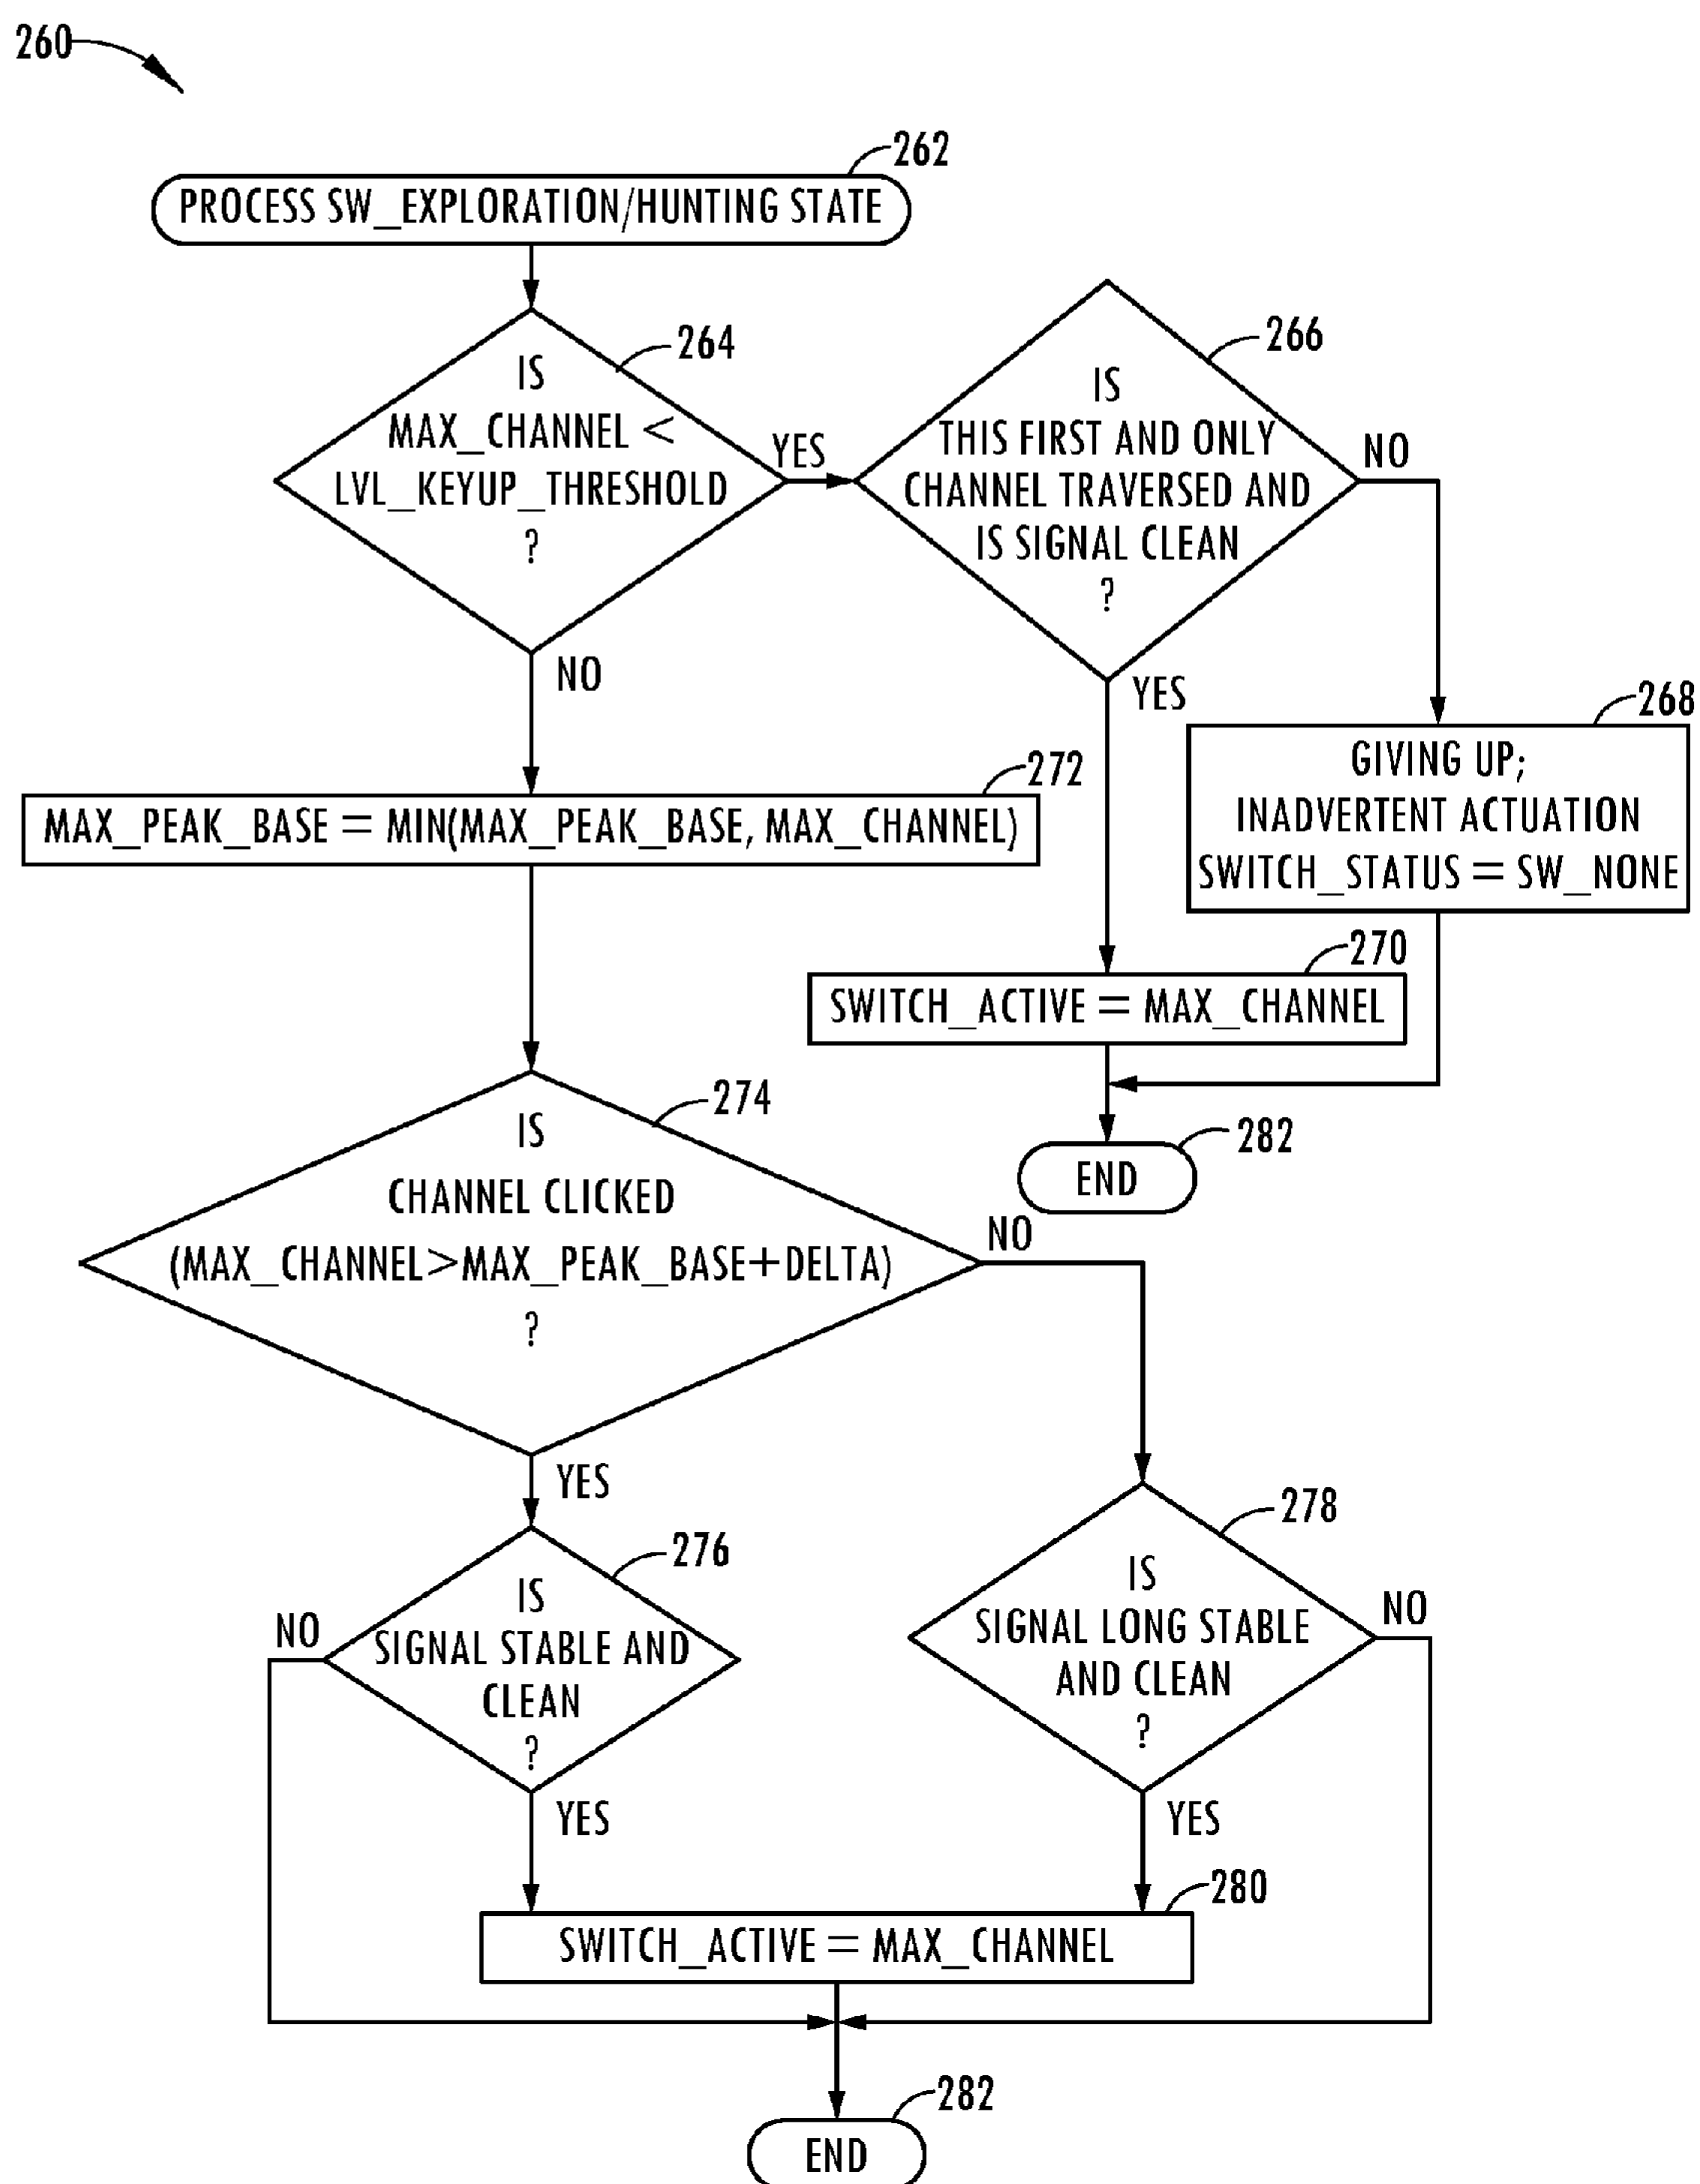 260
262
PROCESS SW_EXPLORATION/HUNTING STATE
264
IS
MAX_CHANNEL <
LVL_KEYUP_THRESHOLD
?
YES
NO
266
IS
THIS FIRST AND ONLY
CHANNEL TRAVERSED AND
IS SIGNAL CLEAN
?
NO
YES
268
GIVING UP;
INADVERTENT ACTUATION
SWITCH_STATUS = SW_NONE
272
MAX_PEAK_BASE = MIN(MAX_PEAK_BASE, MAX_CHANNEL)
270
SWITCH_ACTIVE = MAX_CHANNEL
282
END
274
IS
CHANNEL CLICKED
(MAX_CHANNEL>MAX_PEAK_BASE+DELTA)
?
NO
YES
276
IS
SIGNAL STABLE AND
CLEAN
?
NO
YES
278
IS
SIGNAL LONG STABLE
AND CLEAN
?
NO
YES
280
SWITCH_ACTIVE = MAX_CHANNEL
282
END